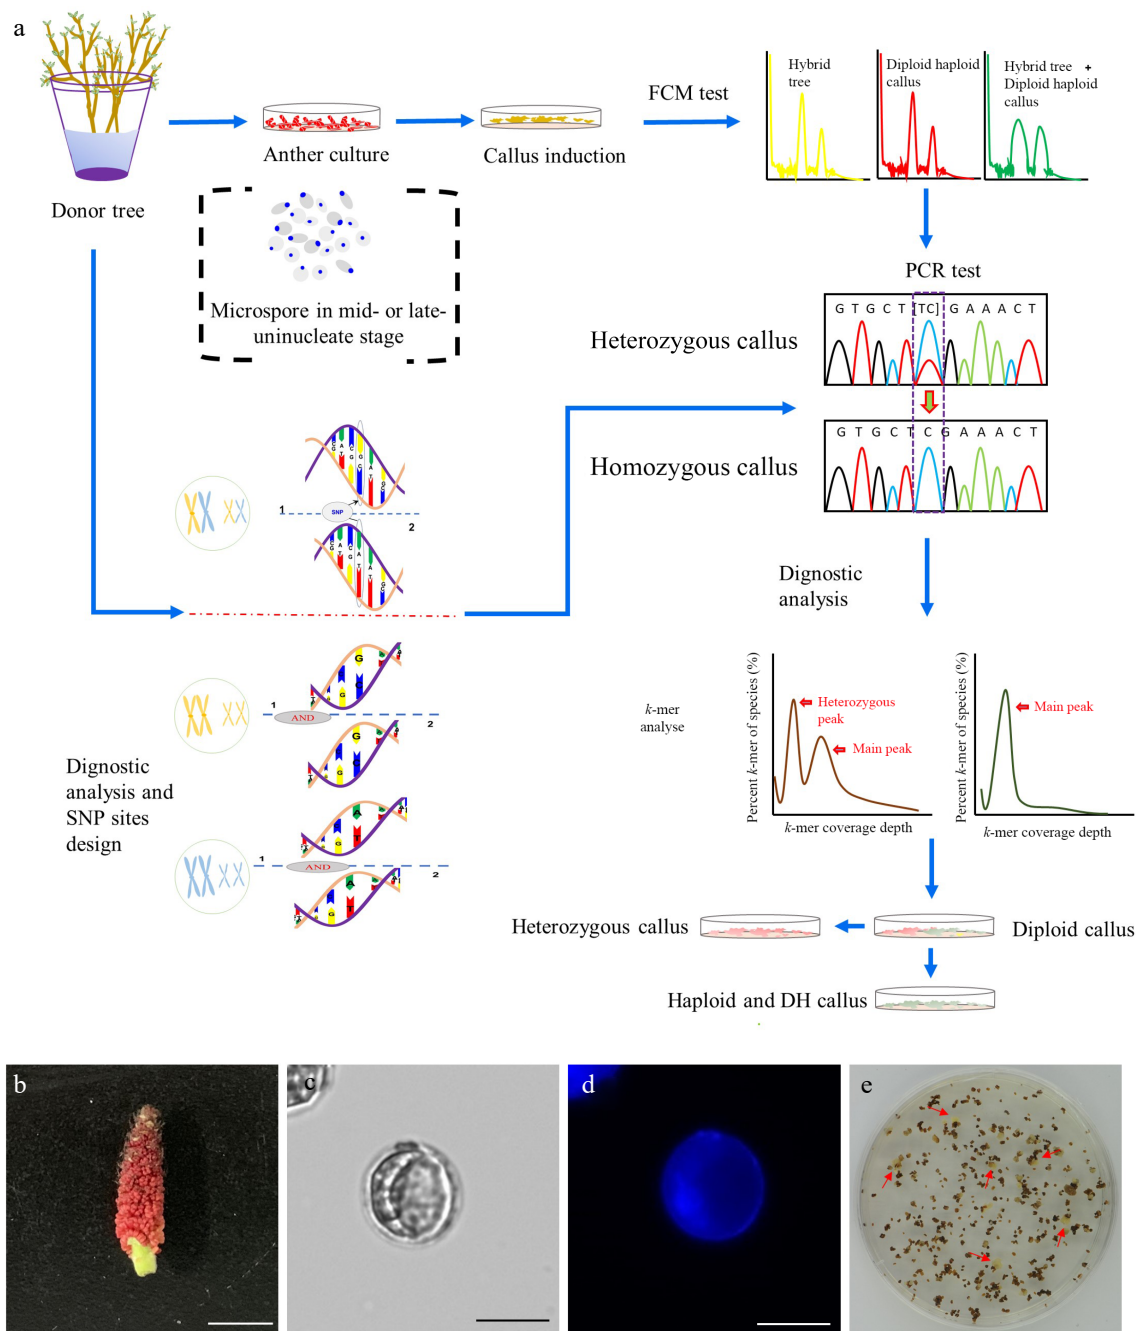 a
Donor tree
Anther culture
Callus induction
FCM test
Hybrid
tree
Diploid haploid
callus
Hybrid tree +
Diploid haploid
callus
Microspore in mid- or late-
uninucleate stage
PCR test
G T G C T [TC] G A A A C T
Heterozygous callus
G T G C T C G A A A C T
Homozygous callus
1
SNP
2
Dignostic
analysis
1
AND
2
Dignostic
analysis and
SNP sites
design
1
AND
2
k-mer
analyse
Percent k-mer of species (%)
Heterozygous
peak
Main peak
k-mer coverage depth
Percent k-mer of species (%)
Main peak
k-mer coverage depth
Heterozygous callus
Diploid callus
Haploid and DH callus
b
c
d
e